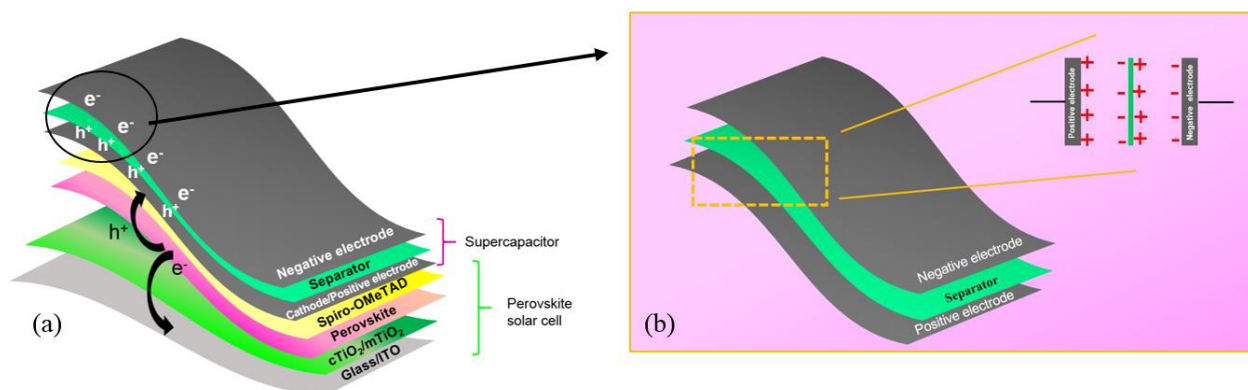 e-
e-
h+
h+
e-
h+
e-
h+
h+
e-
Negative electrode
Separator
Cathode/Positive electrode
Spiro-OMeTAD
Perovskite
cTiO2/mTiO2
Glass/ITO
Supercapacitor
Perovskite
solar cell
(a)
Positive electrode
+
+
+
+
-
-
-
-
+
+
+
+
-
-
-
-
Negative electrode
Negative electrode
Separator
Positive electrode
(b)